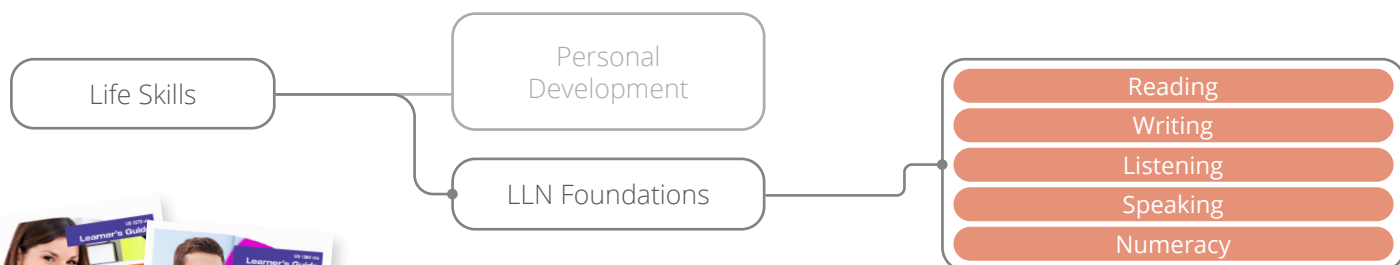 Personal
Development
Life Skills
LLN Foundations
Reading
Writing
Listening
Speaking
Numeracy
Learner's Guide
Learner's Guide